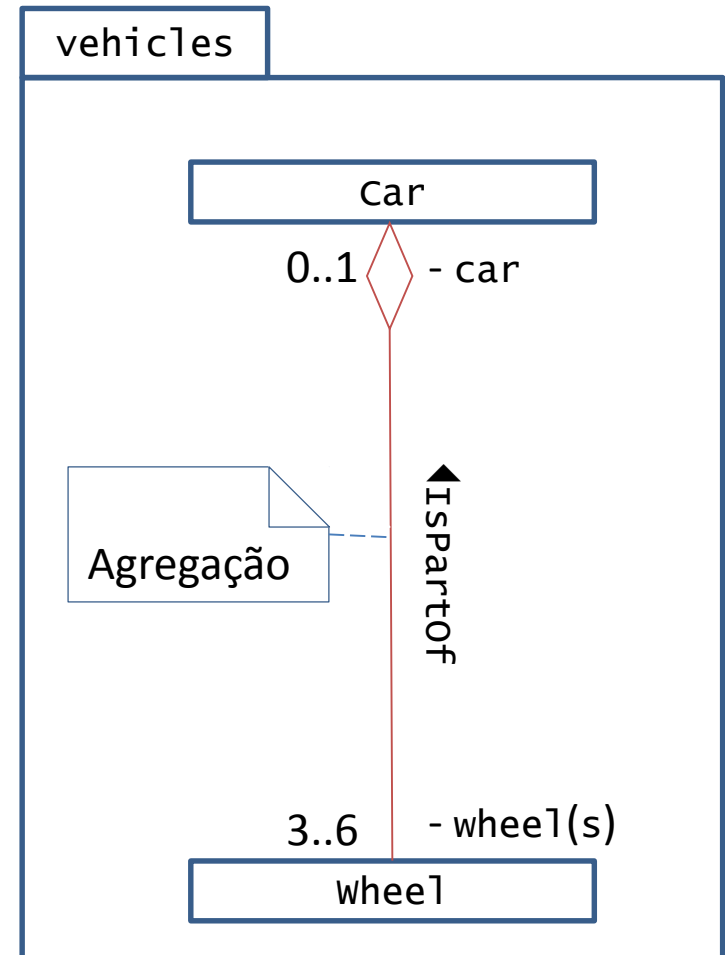 vehicles
Car
0..1 - car
IsPartOf
Agregação
3..6 - wheel(s)
Wheel